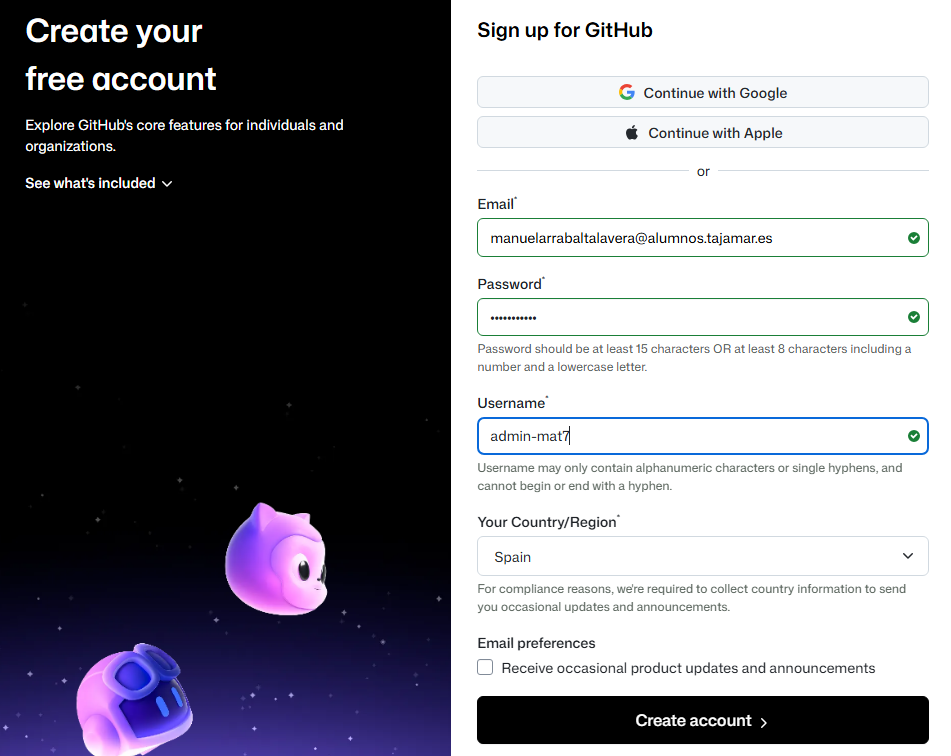 Create your
free account
Explore GitHub's core features for individuals and
organizations.
See what's included
Sign up for GitHub
Continue with Google
Continue with Apple
or
Email*
manuelarrabaltalavera@alumnos.tajamar.es
Password*
•••••••••••
Password should be at least 15 characters OR at least 8 characters including a
number and a lowercase letter.
Username*
admin-mat7
Username may only contain alphanumeric characters or single hyphens, and
cannot begin or end with a hyphen.
Your Country/Region*
Spain
For compliance reasons, we're required to collect country information to send
you occasional updates and announcements.
Email preferences
Receive occasional product updates and announcements
Create account